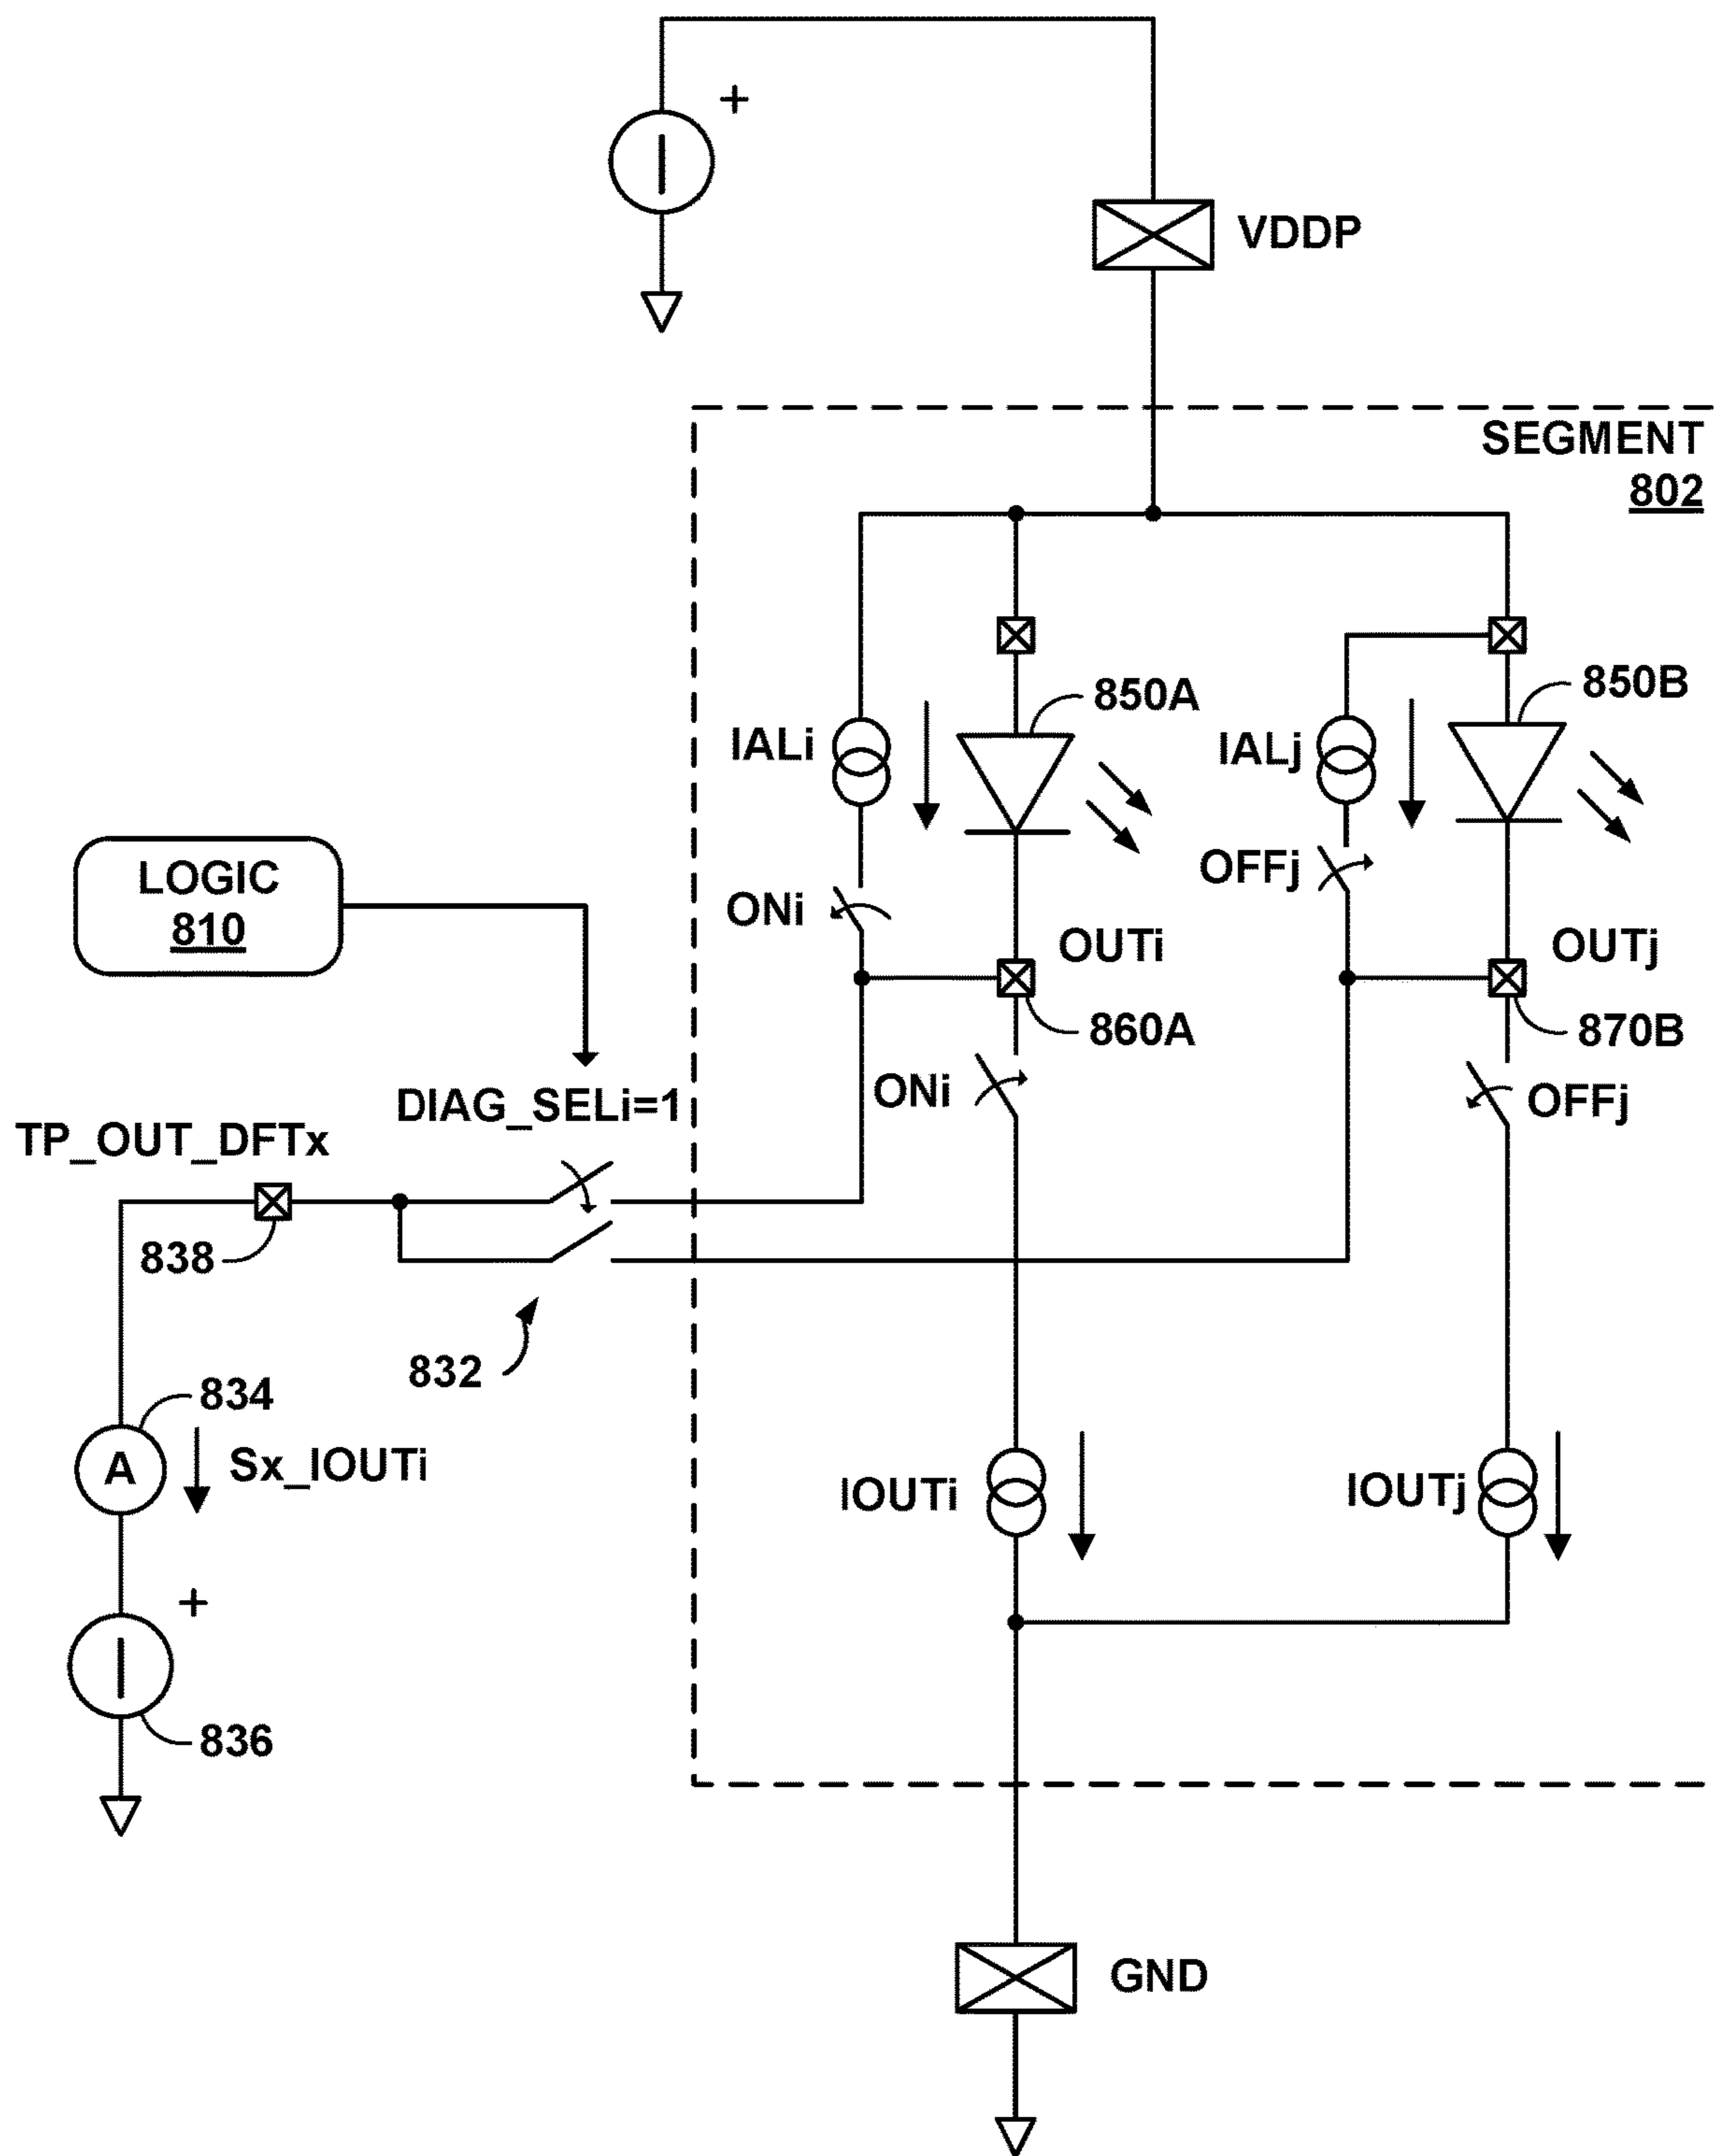 +
VDDP
SEGMENT
802
850A
850B
IALi
IALj
LOGIC
810
OFFj
ONi
OUTi
OUTj
860A
870B
ONi
OFFj
DIAG_SELi=1
TP_OUT_DFTx
838
832
834
A
Sx_IOUTi
IOUTi
IOUTj
+
836
GND